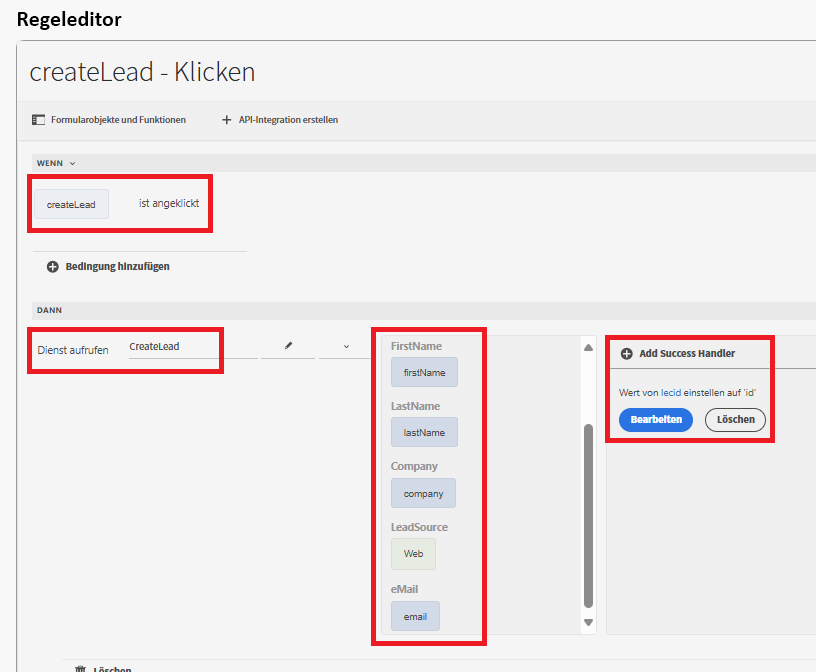 Regeleditor
createLead - Klicken
Formularobjekte und Funktionen
API-Integration erstellen
WENN
createLead
ist angeklickt
Bedingung hinzufügen
DANN
Dienst aufrufen
CreateLead
FirstName
firstName
LastName
lastName
Company
company
LeadSource
Web
eMail
email
Add Success Handler
Wert von lecid einstellen auf 'id'
Bearbeiten
Löschen
Löschen